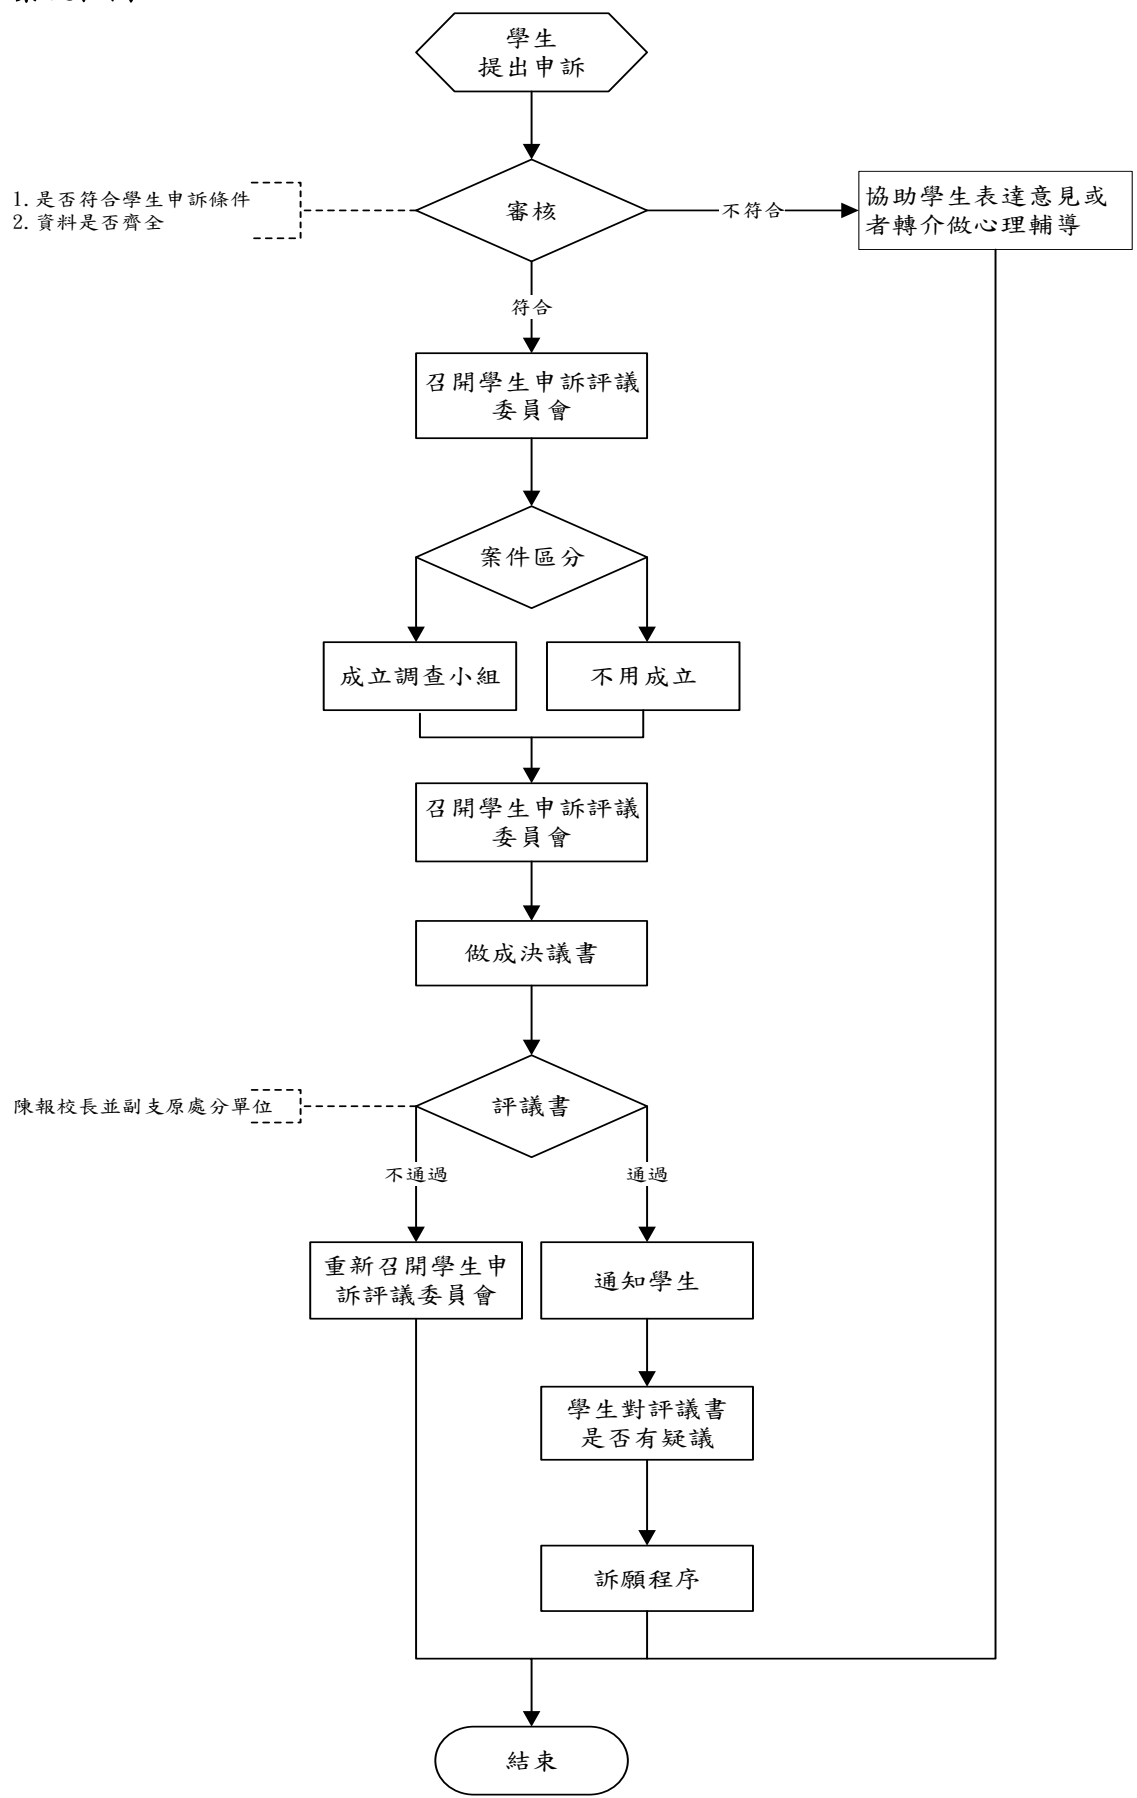 學生
提出申訴
1.是否符合學生申訴條件
2.資料是否齊全
審核
不符合
協助學生表達意見或
者轉介做心理輔導
符合
召開學生申訴評議
委員會
案件區分
成立調查小組
不用成立
召開學生申訴評議
委員會
做成決議書
陳報校長並副支原處分單位
評議書
不通過
通過
重新召開學生申
訴評議委員會
通知學生
學生對評議書
是否有疑議
訴願程序
結束